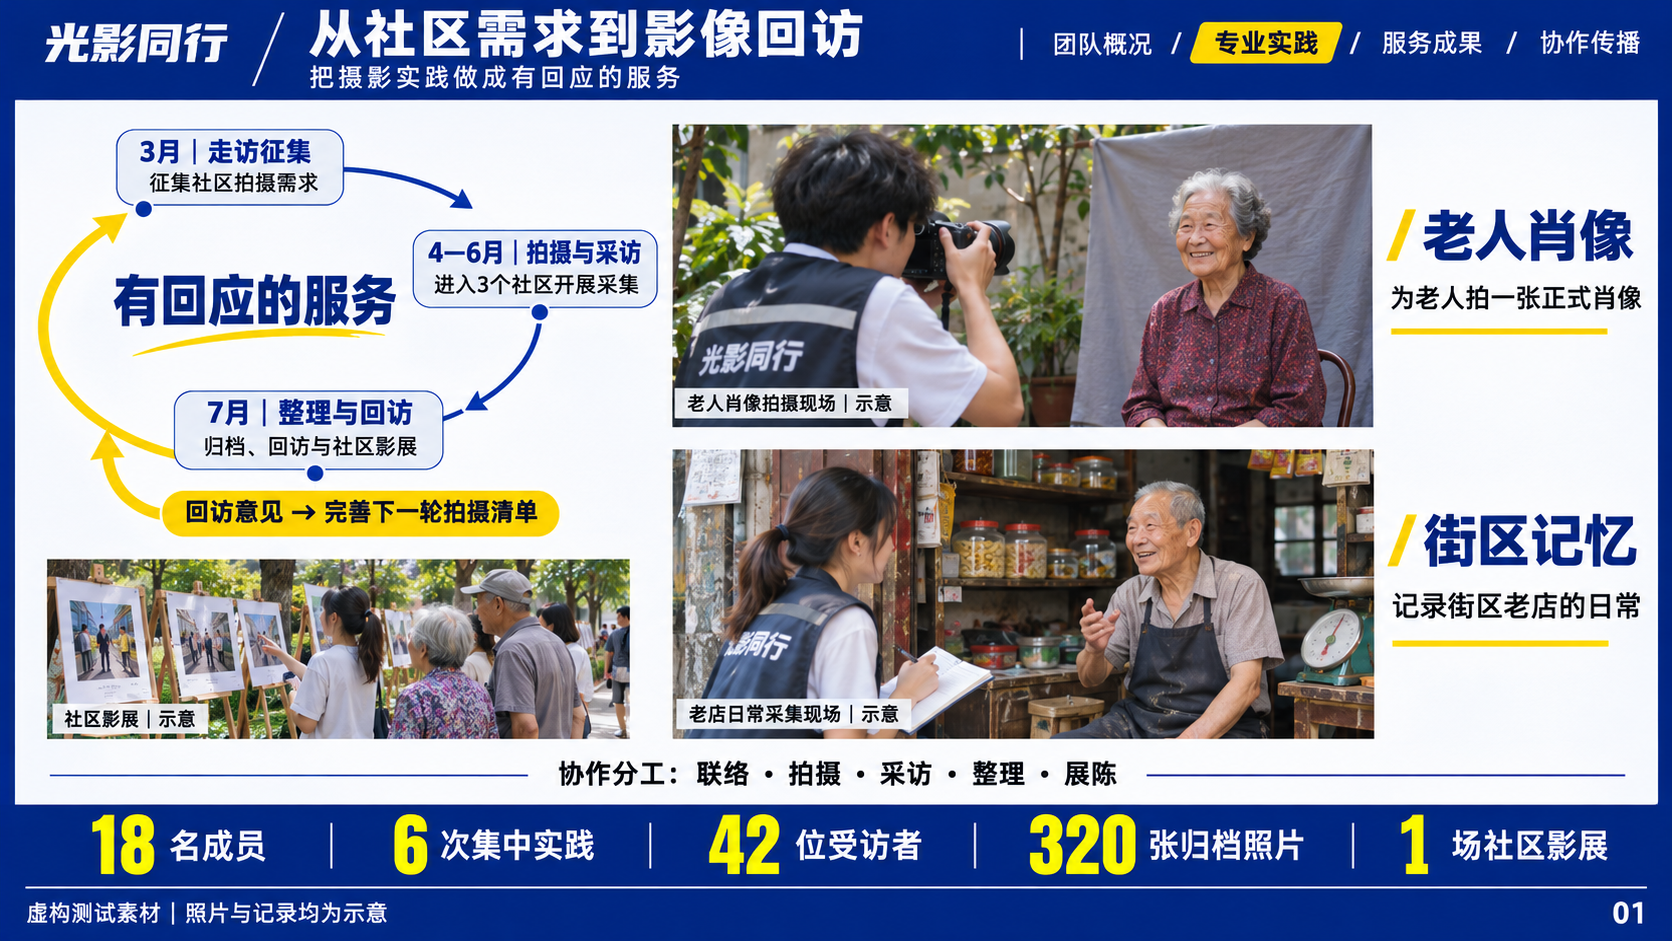 光影同行
从社区需求到影像回访
把摄影实践做成有回应的服务
团队概况 / 专业实践 / 服务成果 / 协作传播
3月｜走访征集
征集社区拍摄需求
4—6月｜拍摄与采访
进入3个社区开展采集
有回应的服务
7月｜整理与回访
归档、回访与社区影展
回访意见 → 完善下一轮拍摄清单
社区影展｜示意
光影同行
老人肖像拍摄现场｜示意
老人肖像
为老人拍一张正式肖像
光影同行
老店日常采集现场｜示意
街区记忆
记录街区老店的日常
协作分工：联络 • 拍摄 • 采访 • 整理 • 展陈
18 名成员
6 次集中实践
42 位受访者
320 张归档照片
1 场社区影展
虚构测试素材｜照片与记录均为示意
01